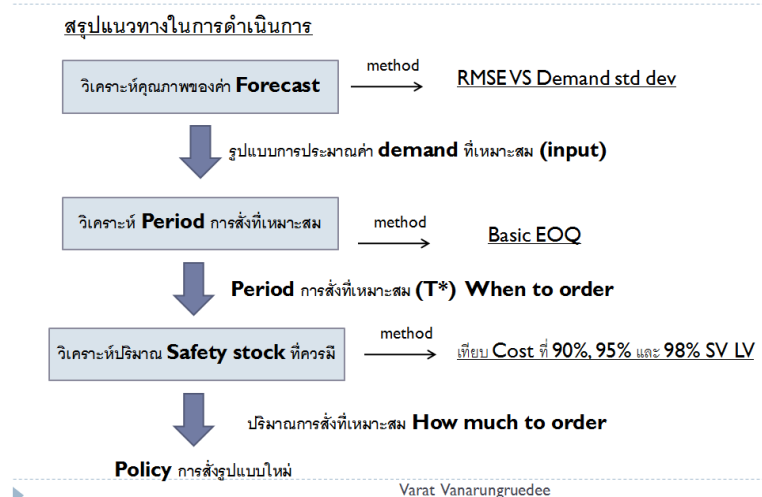 สรุปแนวทางในการดำเนินการ
วิเคราะห์คุณภาพของค่า Forecast
method
RMSE VS Demand std dev
รูปแบบการประมาณค่า demand ที่เหมาะสม (input)
วิเคราะห์ Period การสั่งที่เหมาะสม
method
Basic EOQ
Period การสั่งที่เหมาะสม (T*) When to order
วิเคราะห์ปริมาณ Safety stock ที่ควรมี
method
เทียบ Cost ที่ 90%, 95% และ 98% SV LV
ปริมาณการสั่งที่เหมาะสม How much to order
Policy การสั่งรูปแบบใหม่
Varat Vanarungruedee